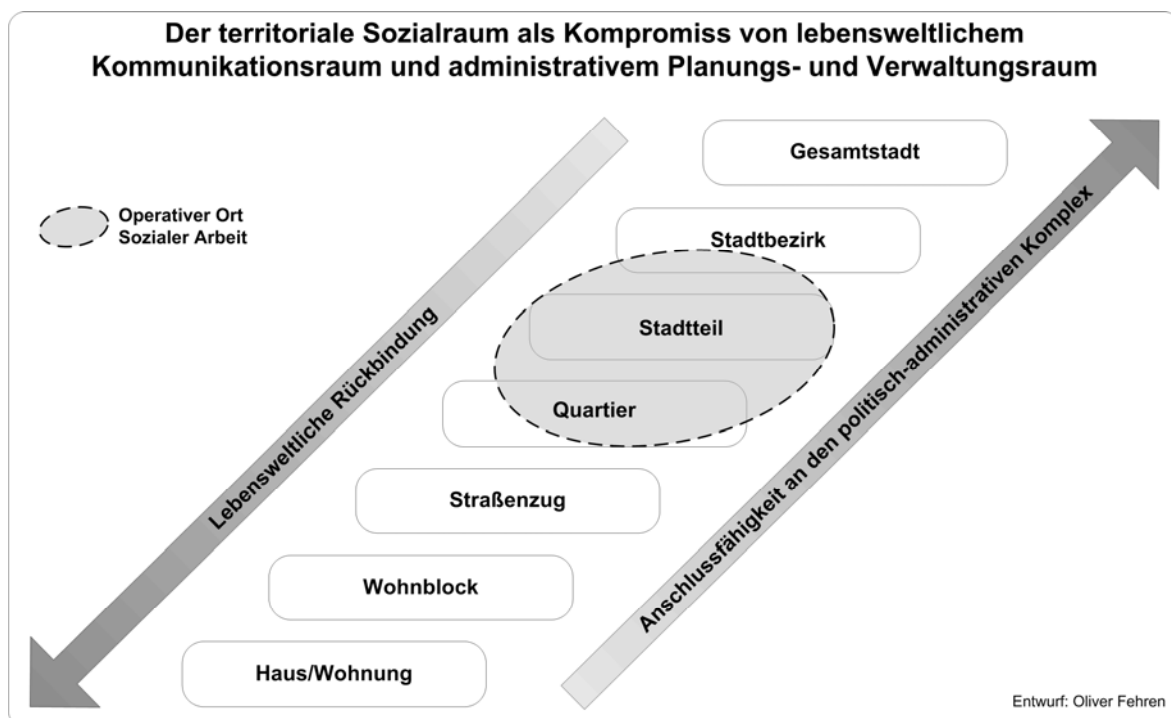 Der territoriale Sozialraum als Kompromiss von lebensweltlichem
Kommunikationsraum und administrativem Planungs- und Verwaltungsraum
Gesamtstadt
Operativer Ort
Sozialer Arbeit
Stadtbezirk
Stadtteil
Quartier
Straßenzug
Wohnblock
Haus/Wohnung
Lebensweltliche Rückbindung
Anschlussfähigkeit an den politisch-administrativen Komplex
Entwurf: Oliver Fehren